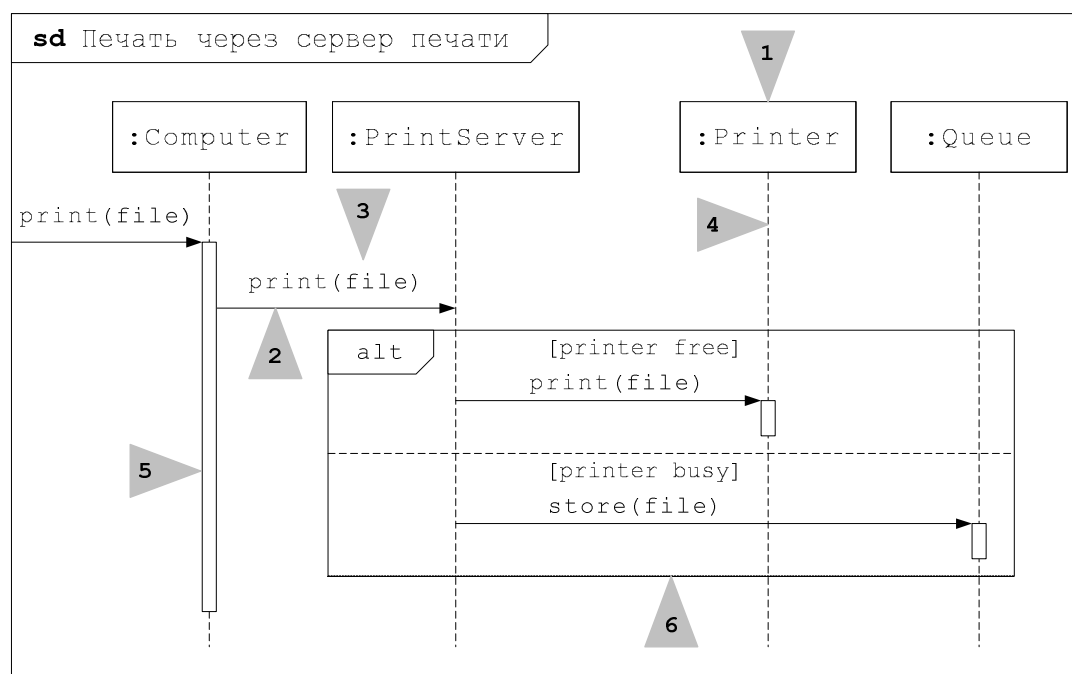 sd Печать через сервер печати
1
:Computer
:PrintServer
:Printer
:Queue
print(file)
3
4
print(file)
2
alt
[printer free]
print(file)
5
[printer busy]
store(file)
6